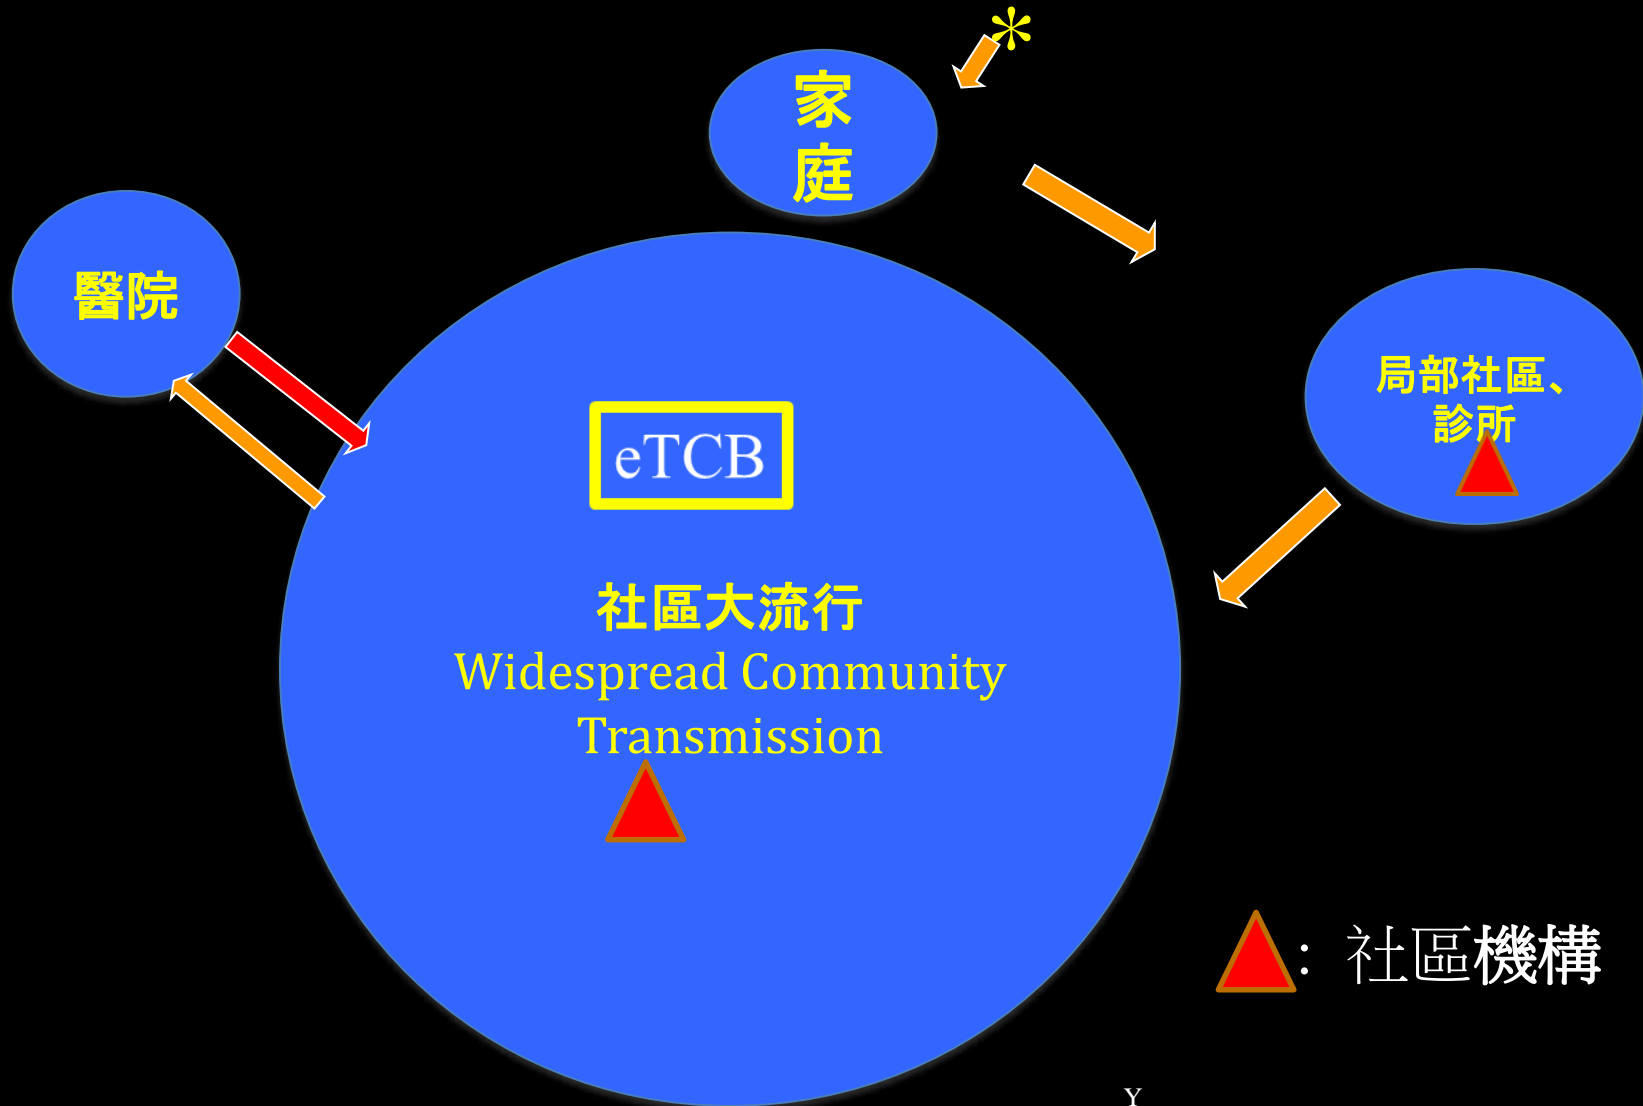 *
家
庭
醫院
局部社區、
診所
eTCB
社區大流行
Widespread Community
Transmission
: 社區機構
Y